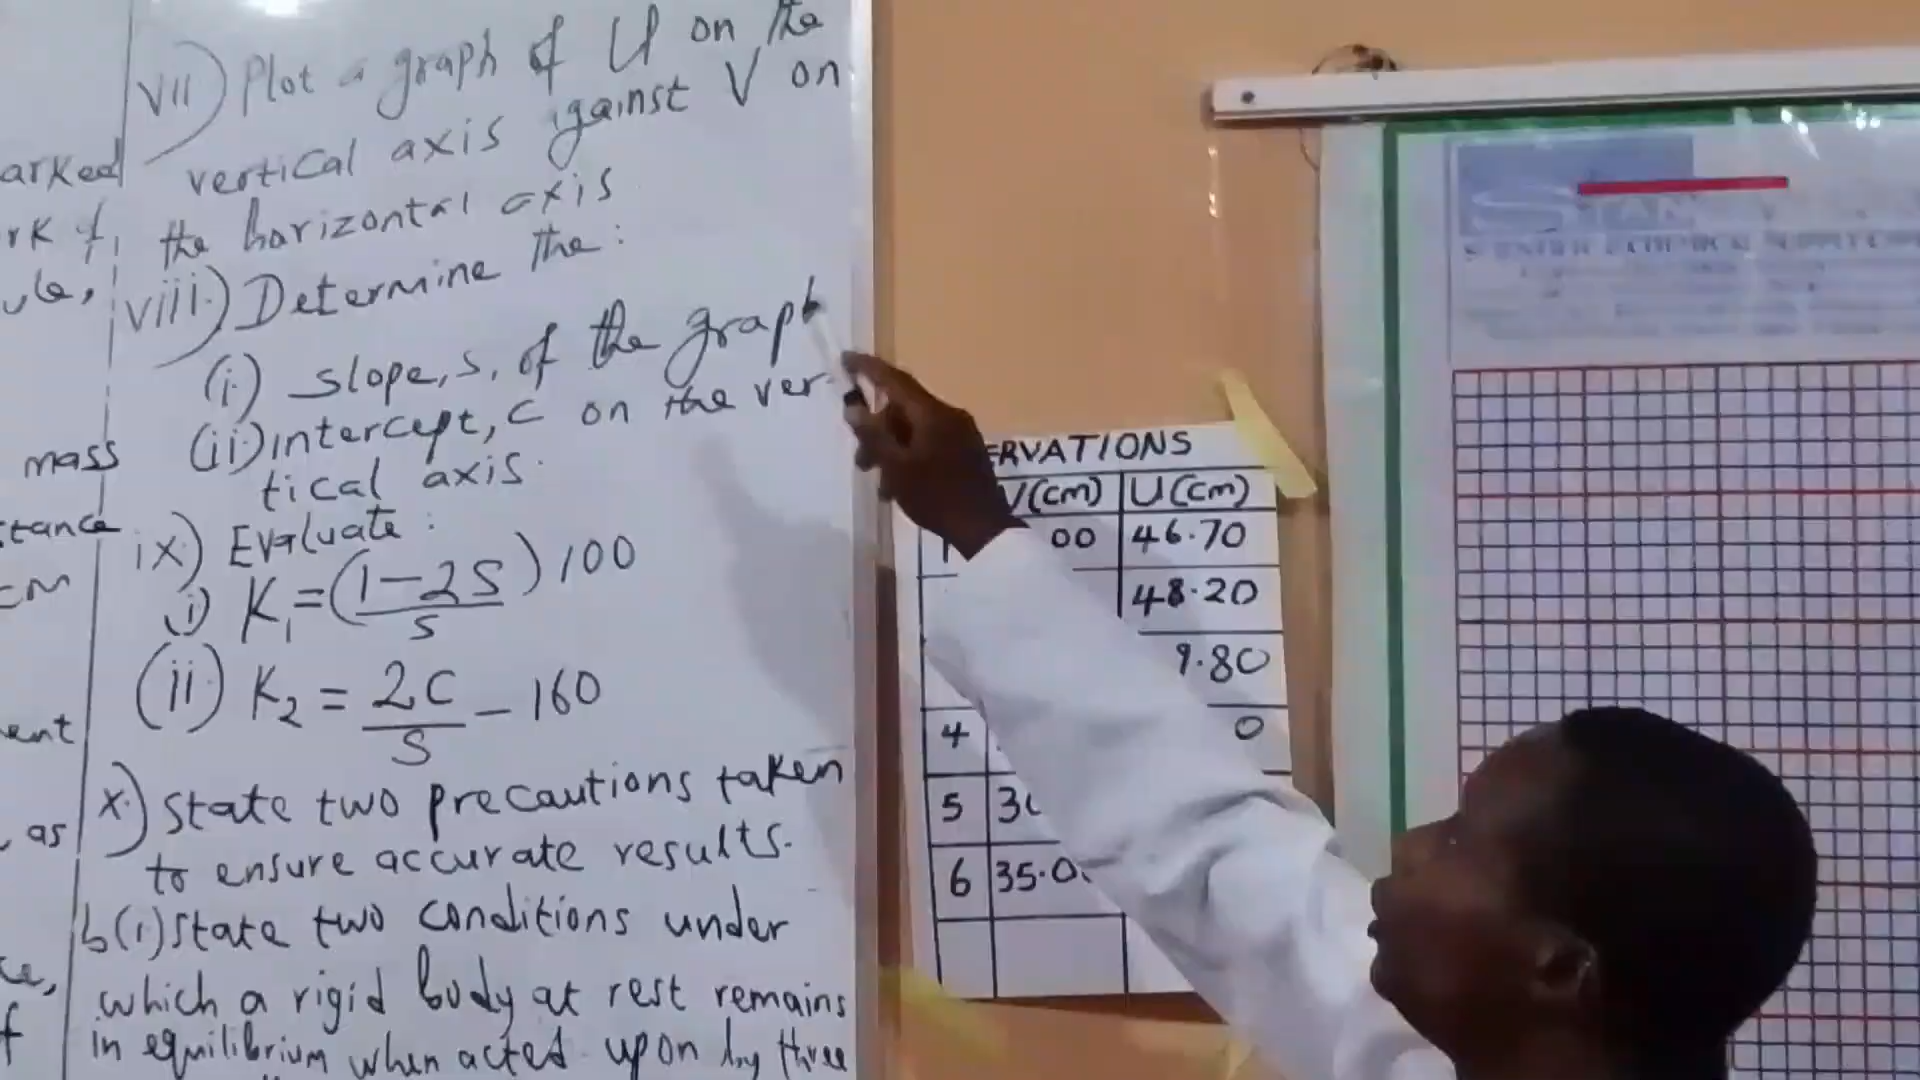 vii) Plot a graph of U on the
vertical axis against V on
the horizontal axis
viii.) Determine the:
(i.) slope, s, of the graph
(ii) intercept, c on the ver-
tical axis.
ix) Evaluate:
i) K₁ = (1-2S)100
s
(ii) K₂ = 2C - 160
S
x.) State two precautions taken
to ensure accurate results.
b(i) State two conditions under
which a rigid body at rest remains
in equilibrium when acted upon by three
arked
mass
cm
as
ERVATIONS
V(cm) U(cm)
00 46.70
48.20
9.80
4 0
5 30
6 35.0